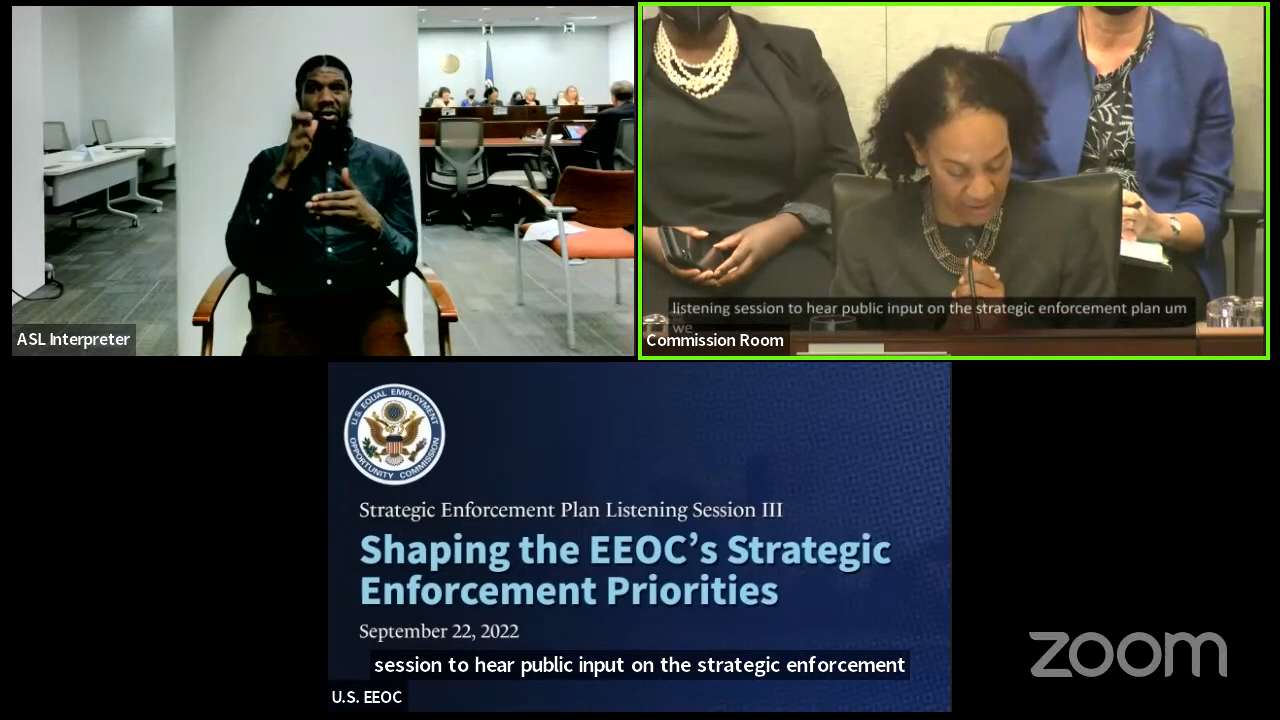 ASL Interpreter
listening session to hear public input on the strategic enforcement plan um
we
Commission Room
U.S. EQUAL EMPLOYMENT
OPPORTUNITY COMMISSION
Strategic Enforcement Plan Listening Session III
Shaping the EEOC’s Strategic
Enforcement Priorities
September 22, 2022
session to hear public input on the strategic enforcement
U.S. EEOC
zoom